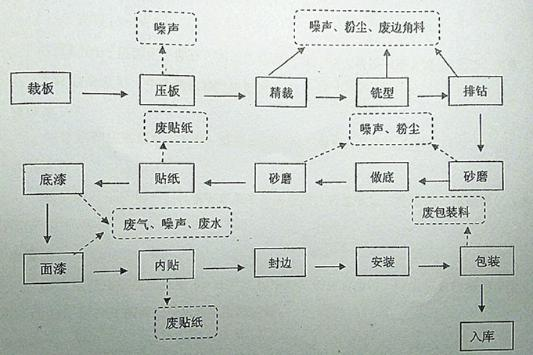 噪声
噪声、粉尘、废边角料
裁板
压板
精裁
铣型
排钻
废贴纸
噪声、粉尘
底漆
贴纸
砂磨
做底
砂磨
废气、噪声、废水
废包装料
面漆
内贴
封边
安装
包装
废贴纸
入库